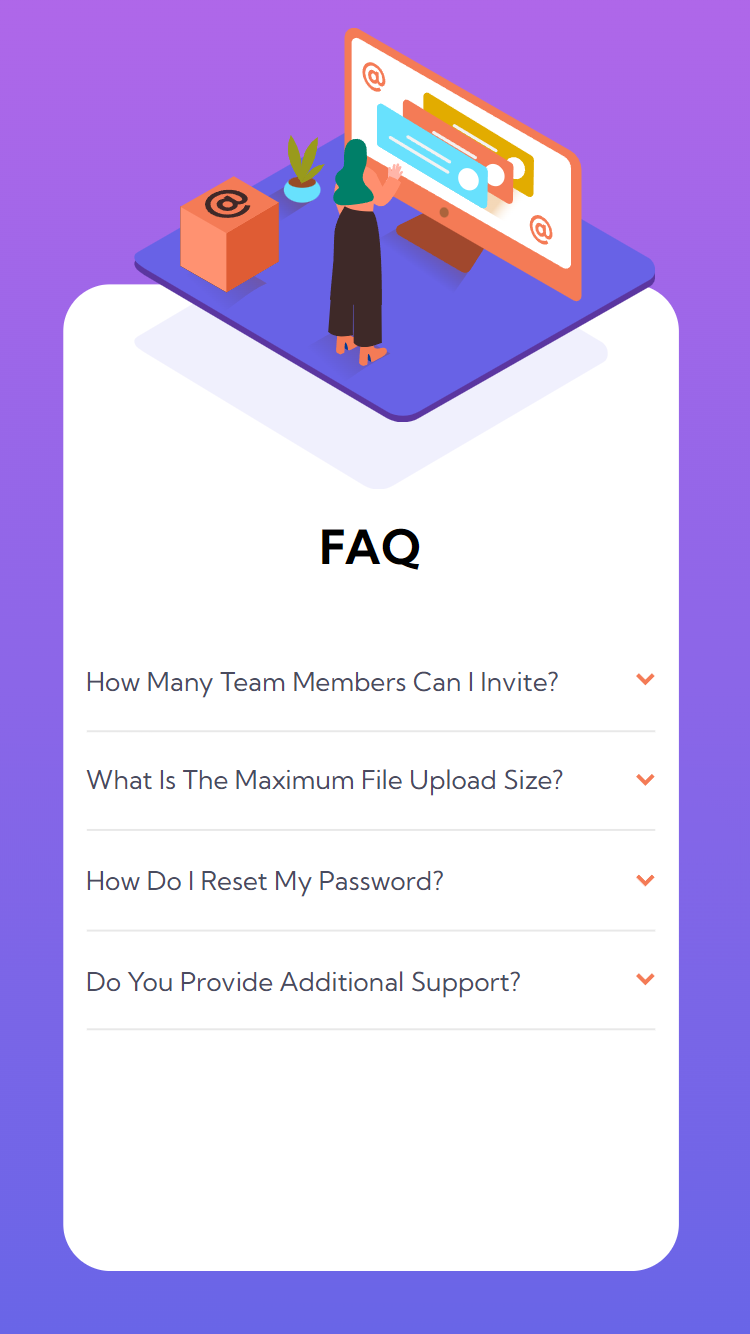 @
@
@
FAQ
How Many Team Members Can I Invite?
What Is The Maximum File Upload Size?
How Do I Reset My Password?
Do You Provide Additional Support?